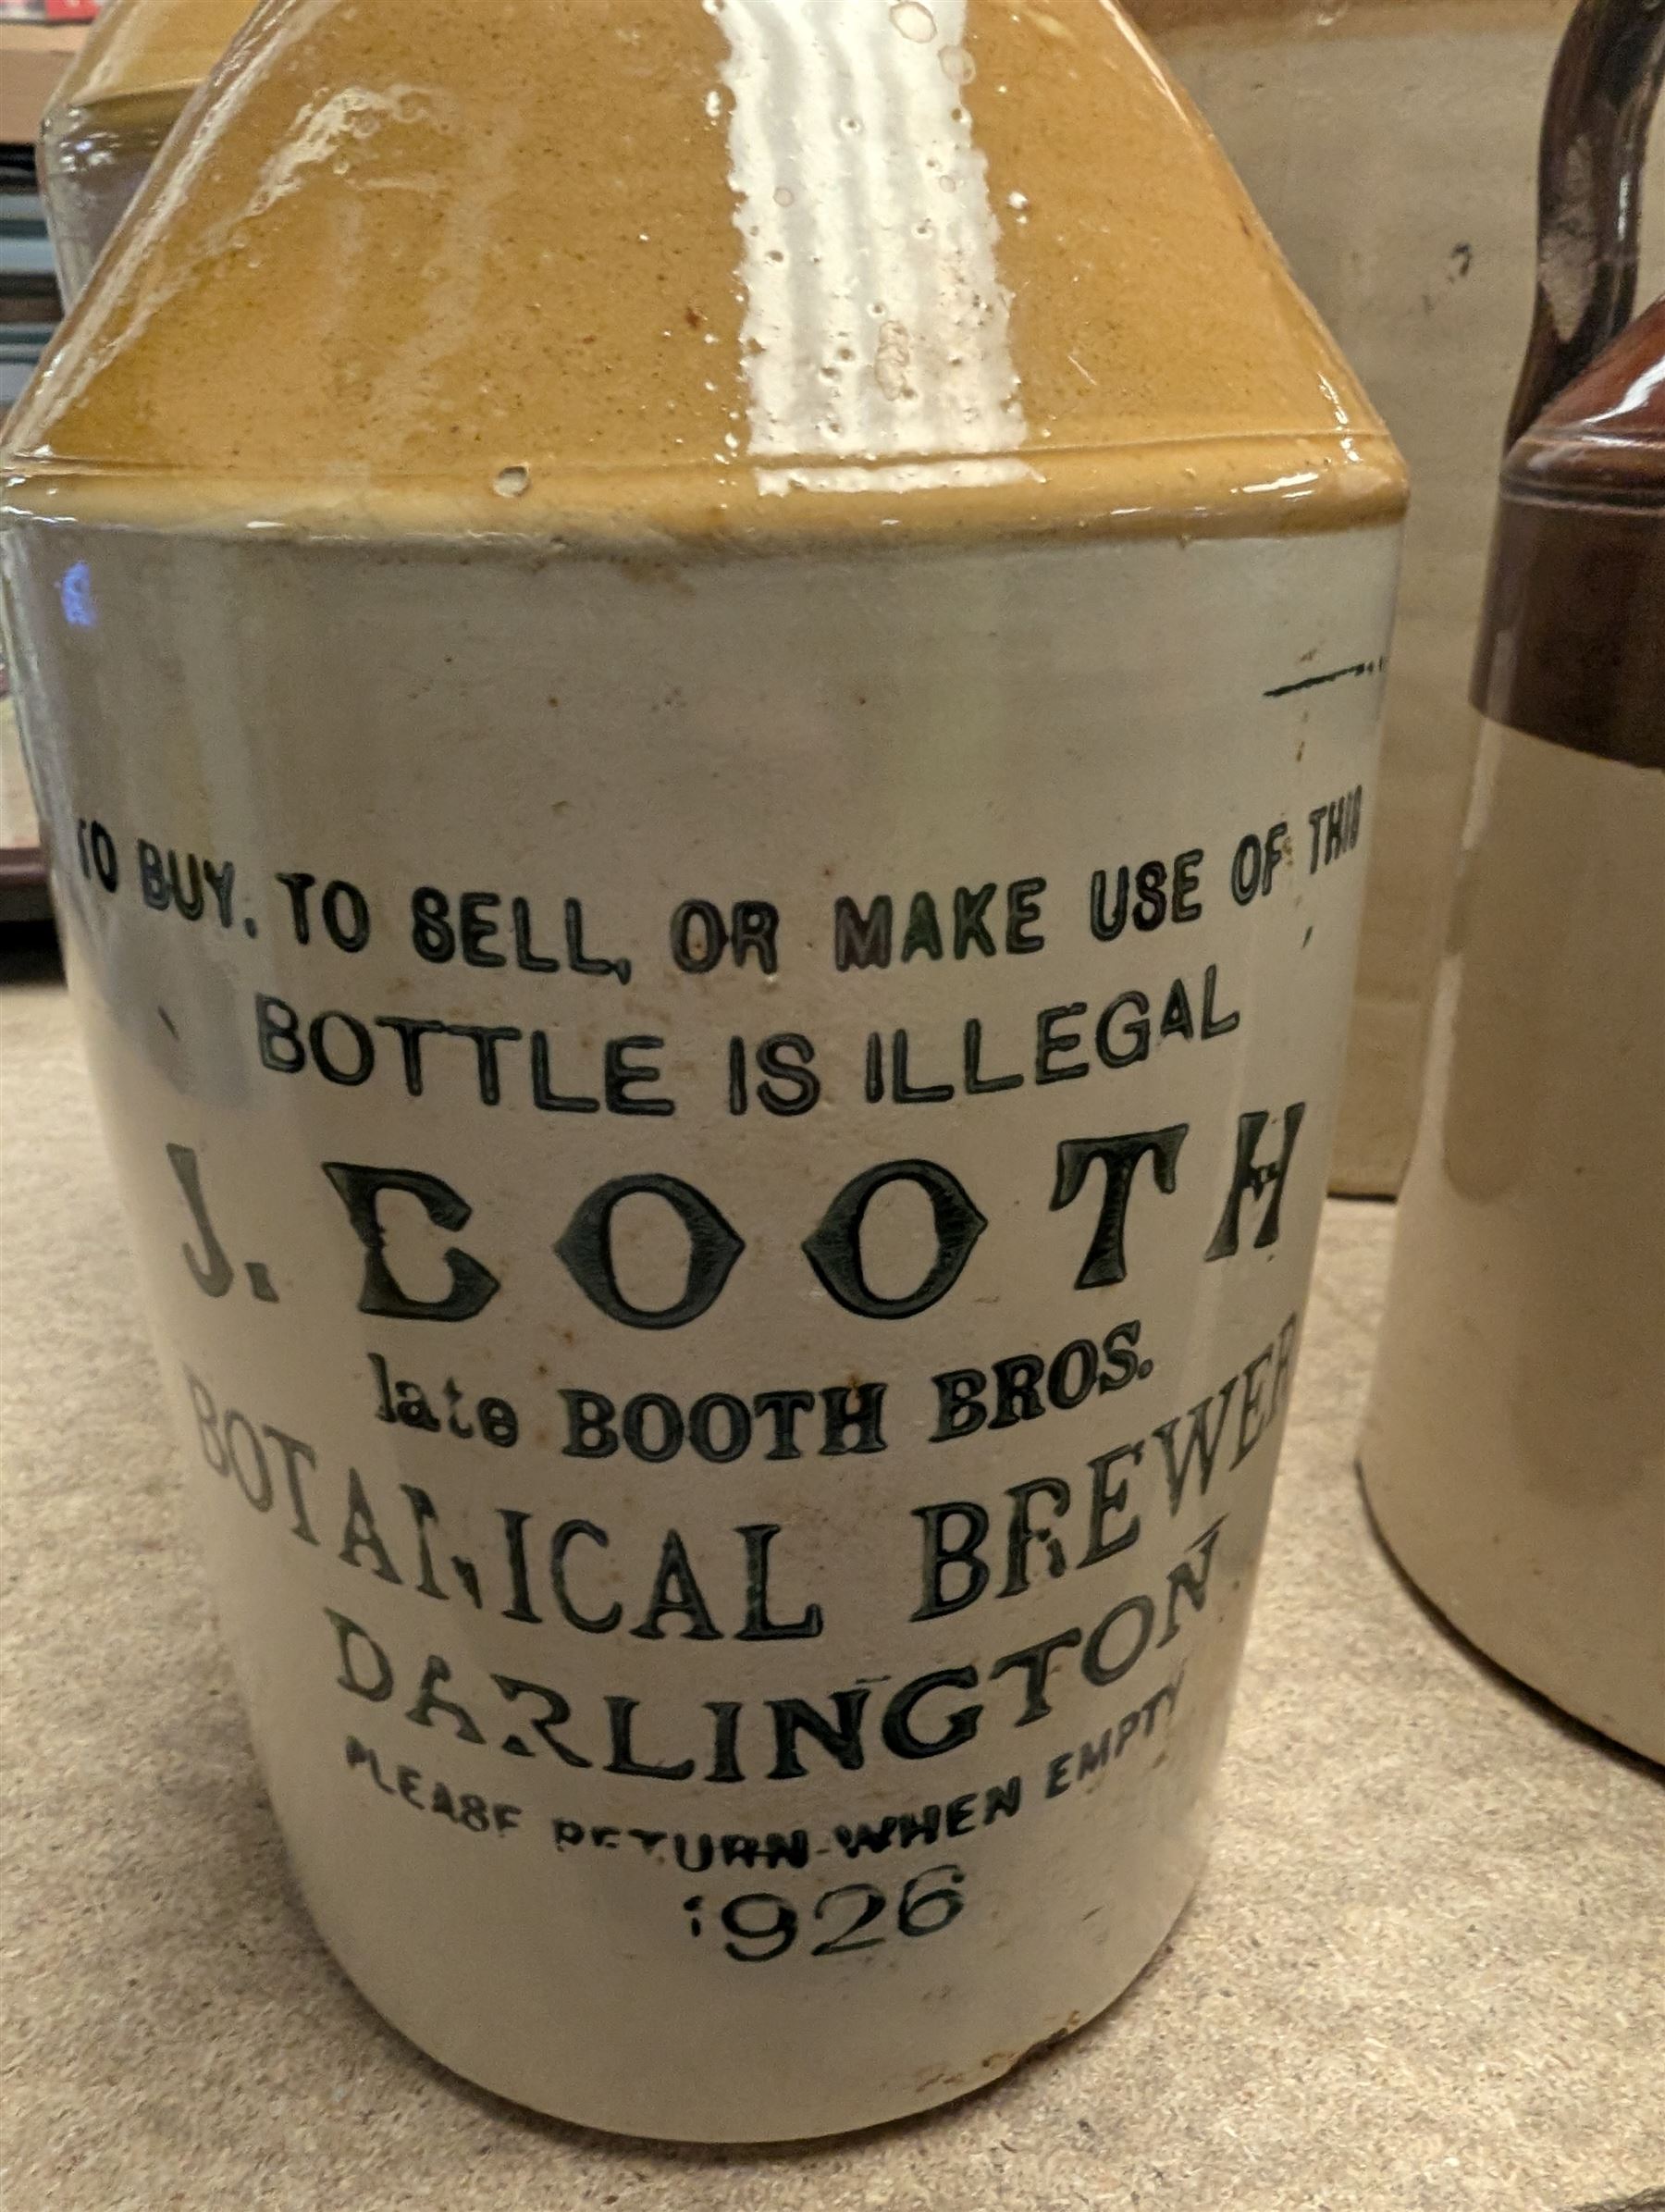 TO BUY. TO SELL, OR MAKE USE OF THIS
BOTTLE IS ILLEGAL
J. BOOTH
late BOOTH BROS.
BOTANICAL BREWER
DARLINGTON
PLEASE RETURN WHEN EMPTY
1926